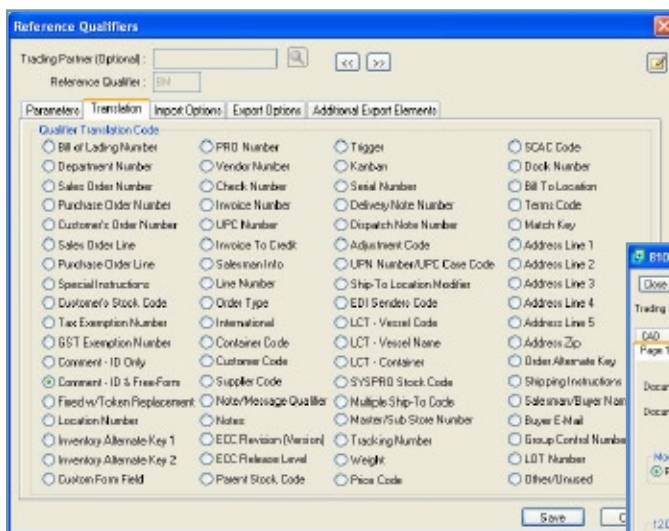 Reference Qualifiers
Trading Partner (Optional) :
<< >>
Reference Qualifier : BM
Parameters Translation Import Options Export Options Additional Export Elements
Qualifier Translation Code
Bill of Lading Number PRO Number Trigger SCAC Code
Department Number Vendor Number Kanban Dock Number
Sales Order Number Check Number Serial Number Bill To Location
Purchase Order Number Invoice Number Delivery Note Number Terms Code
Customer's Order Number UPC Number Dispatch Note Number Match Key
Sales Order Line Invoice To Credit Adjustment Code Address Line 1
Purchase Order Line Salesman Info UPN Number/UPC Case Code Address Line 2
Special Instructions Line Number Ship-To Location Modifier Address Line 3
Customer's Stock Code Order Type EDI Senders Code Address Line 4
Tax Exemption Number International LCT - Vessel Code Address Line 5
GST Exemption Number Container Code LCT - Vessel Name Address Zip
Comment - ID Only Customer Code LCT - Container Order Alternate Key
Comment - ID & Free-Form Supplier Code SYSPRO Stock Code Shipping Instructions
Fixed w/Token Replacement Note/Message Qualifier Multiple Ship-To Code Salesman/Buyer Nam
Location Number Notes Master/Sub Store Number Buyer E-Mail
Inventory Alternate Key 1 ECC Revision (Version) Tracking Number Group Control Numbe
Inventory Alternate Key 2 ECC Release Level Weight LOT Number
Custom Form Field Parent Stock Code Price Code Other/Unused
Save C
810
Close
Trading
CAD
Page 1
Docum
Docum
Mo